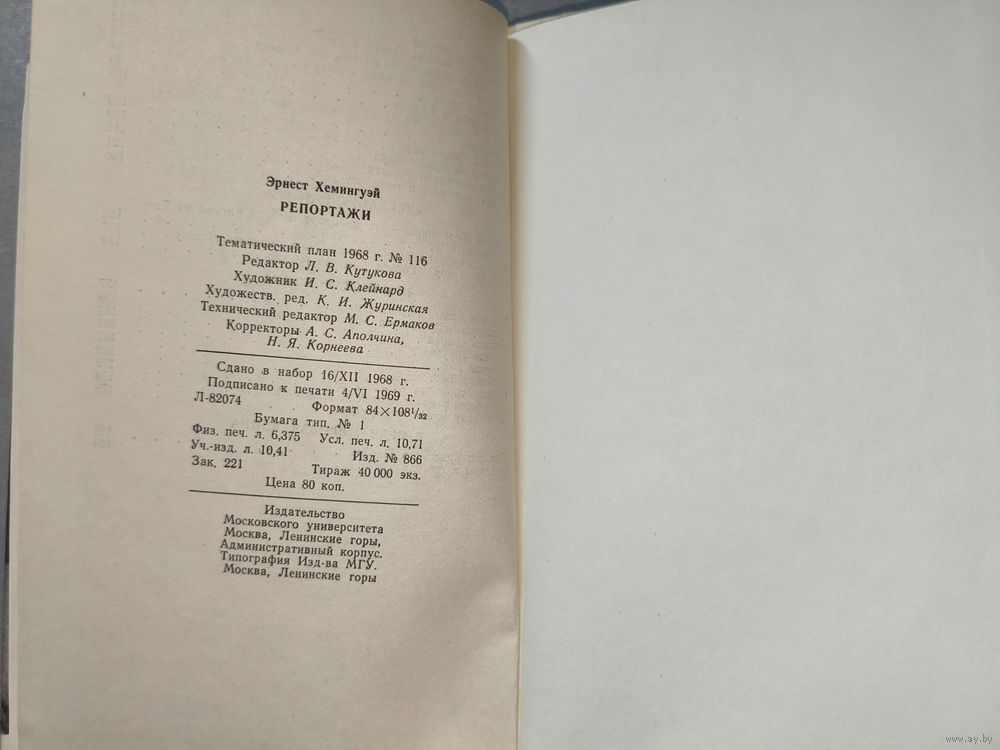 Эрнест Хемингуэй
РЕПОРТАЖИ
Тематический план 1968 г. № 116
Редактор Л. В. Кутукова
Художник И. С. Клейнард
Художеств. ред. К. И. Журинская
Технический редактор М. С. Ермаков
Корректоры А. С. Аполчина,
Н. Я. Корнеева
Сдано в набор 16/XII 1968 г.
Подписано к печати 4/VI 1969 г.
Л-82074 Формат 84×108¹/₃₂
Бумага тип. № 1
Физ. печ. л. 6,375 Усл. печ. л. 10,71
Уч.-изд. л. 10,41 Изд. № 866
Зак. 221 Тираж 40 000 экз.
Цена 80 коп.
Издательство
Московского университета
Москва, Ленинские горы,
Административный корпус.
Типография Изд-ва МГУ.
Москва, Ленинские горы
www.ay.by